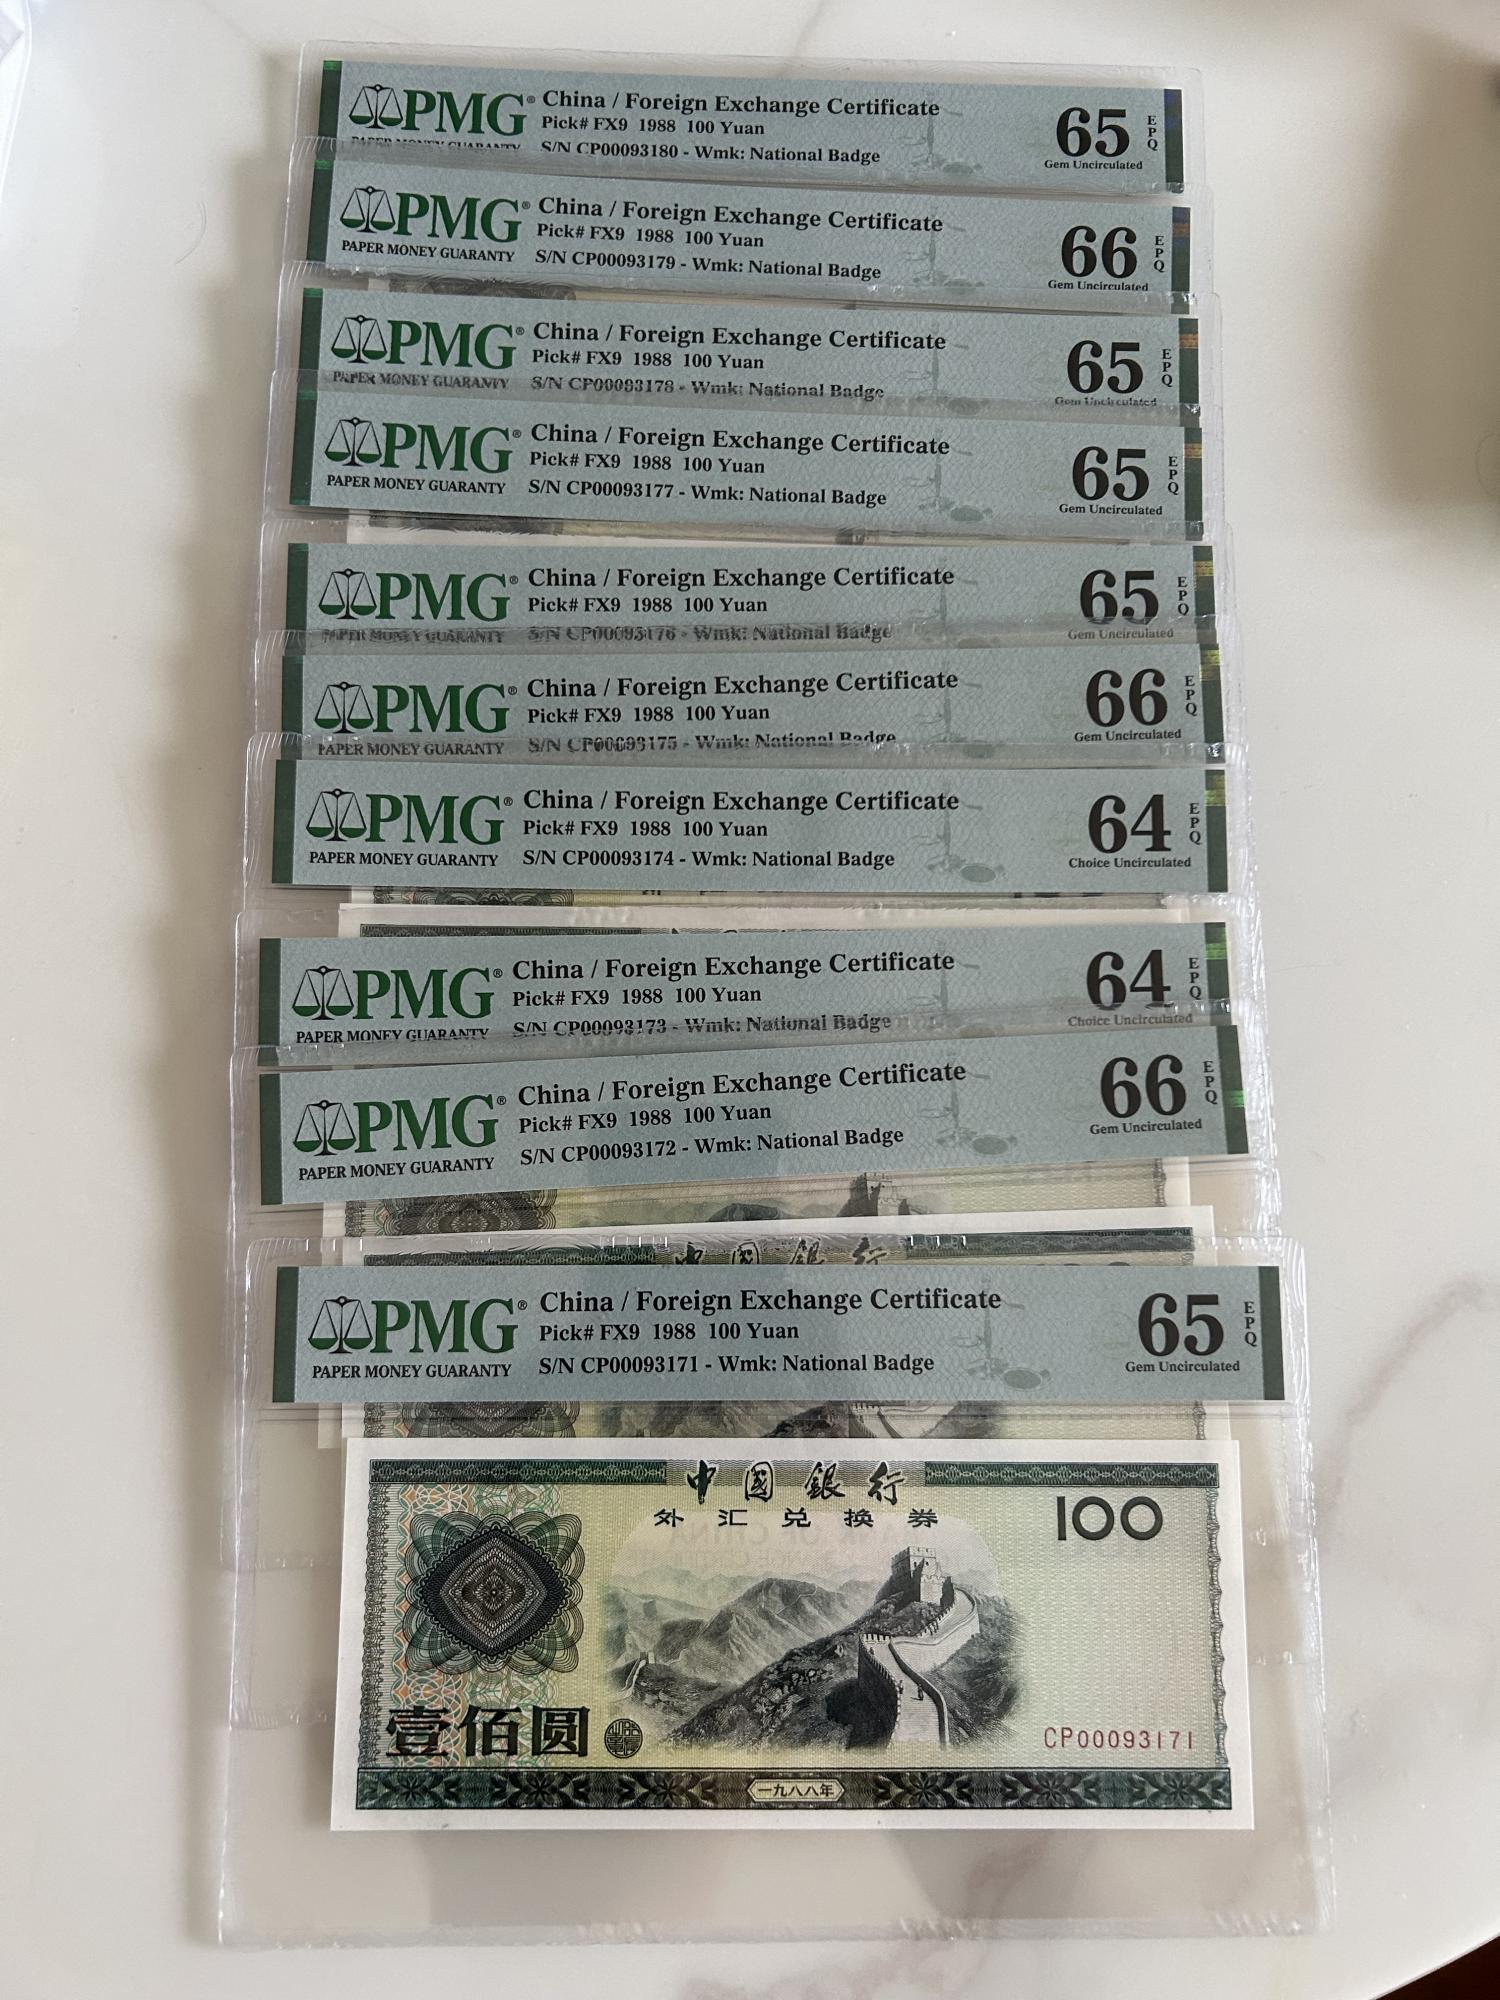 PMG®
PAPER MONEY GUARANTY
China / Foreign Exchange Certificate
Pick# FX9 1988 100 Yuan
S/N CP00093180 - Wmk: National Badge
65
EPQ
Gem Uncirculated
PMG®
PAPER MONEY GUARANTY
China / Foreign Exchange Certificate
Pick# FX9 1988 100 Yuan
S/N CP00093179 - Wmk: National Badge
66
EPQ
Gem Uncirculated
PMG®
PAPER MONEY GUARANTY
China / Foreign Exchange Certificate
Pick# FX9 1988 100 Yuan
S/N CP00093178 - Wmk: National Badge
65
EPQ
Gem Uncirculated
PMG®
PAPER MONEY GUARANTY
China / Foreign Exchange Certificate
Pick# FX9 1988 100 Yuan
S/N CP00093177 - Wmk: National Badge
65
EPQ
Gem Uncirculated
PMG®
PAPER MONEY GUARANTY
China / Foreign Exchange Certificate
Pick# FX9 1988 100 Yuan
S/N CP00093176 - Wmk: National Badge
65
EPQ
Gem Uncirculated
PMG®
PAPER MONEY GUARANTY
China / Foreign Exchange Certificate
Pick# FX9 1988 100 Yuan
S/N CP00093175 - Wmk: National Badge
66
EPQ
Gem Uncirculated
PMG®
PAPER MONEY GUARANTY
China / Foreign Exchange Certificate
Pick# FX9 1988 100 Yuan
S/N CP00093174 - Wmk: National Badge
64
EPQ
Choice Uncirculated
PMG®
PAPER MONEY GUARANTY
China / Foreign Exchange Certificate
Pick# FX9 1988 100 Yuan
S/N CP00093173 - Wmk: National Badge
64
EPQ
Choice Uncirculated
PMG®
PAPER MONEY GUARANTY
China / Foreign Exchange Certificate
Pick# FX9 1988 100 Yuan
S/N CP00093172 - Wmk: National Badge
66
EPQ
Gem Uncirculated
中國銀行
PMG®
PAPER MONEY GUARANTY
China / Foreign Exchange Certificate
Pick# FX9 1988 100 Yuan
S/N CP00093171 - Wmk: National Badge
65
EPQ
Gem Uncirculated
中國銀行
外汇兑换券
100
壹佰圆
CP00093171
一九八八年